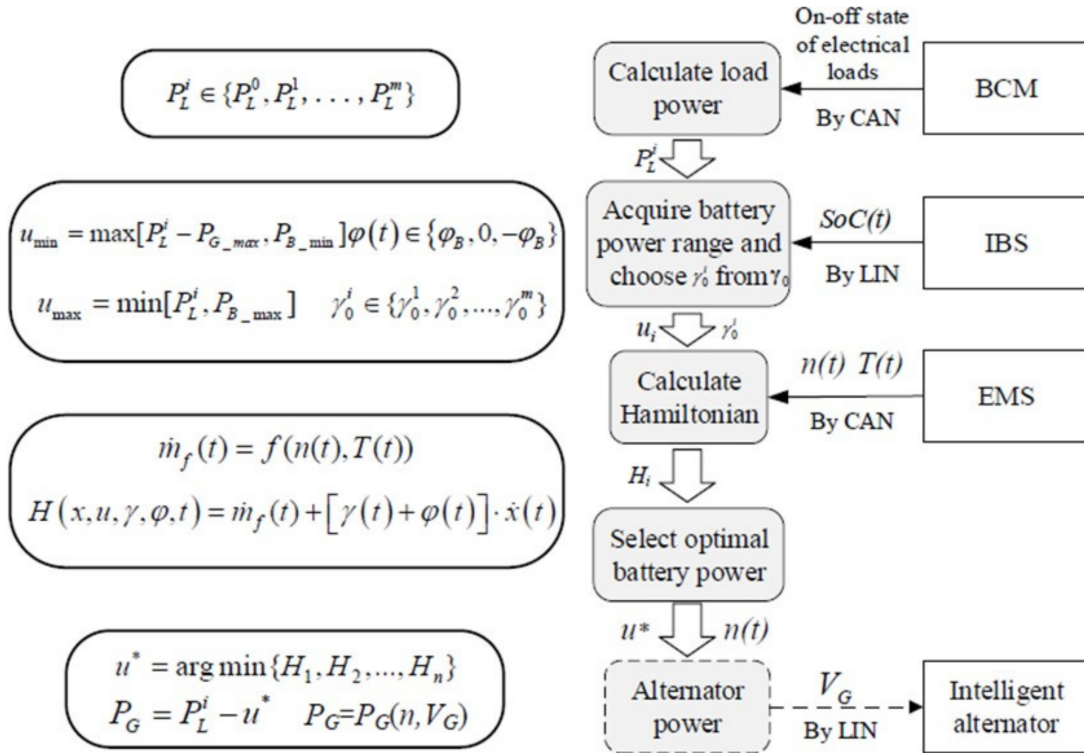 P_L^i ∈ {P_L^0, P_L^1, . . . , P_L^m}
u_min = max[P_L^i − P_G_max, P_B_min]φ(t) ∈ {φ_B, 0, −φ_B}
u_max = min[P_L^i, P_B_max] γ_0^i ∈ {γ_0^1, γ_0^2, ..., γ_0^m}
ṁ_f(t) = f(n(t), T(t))
H(x, u, γ, φ, t) = ṁ_f(t) + [γ(t) + φ(t)] · ẋ(t)
u* = arg min{H_1, H_2, ..., H_n}
P_G = P_L^i − u* P_G=P_G(n, V_G)
Calculate load
power
On-off state
of electrical
loads
By CAN
BCM
P_L^i
Acquire battery
power range and
choose γ_0^i from γ_0
SoC(t)
By LIN
IBS
u_i γ_0^i
Calculate
Hamiltonian
n(t) T(t)
By CAN
EMS
H_i
Select optimal
battery power
u* n(t)
Alternator
power
V_G
By LIN
Intelligent
alternator